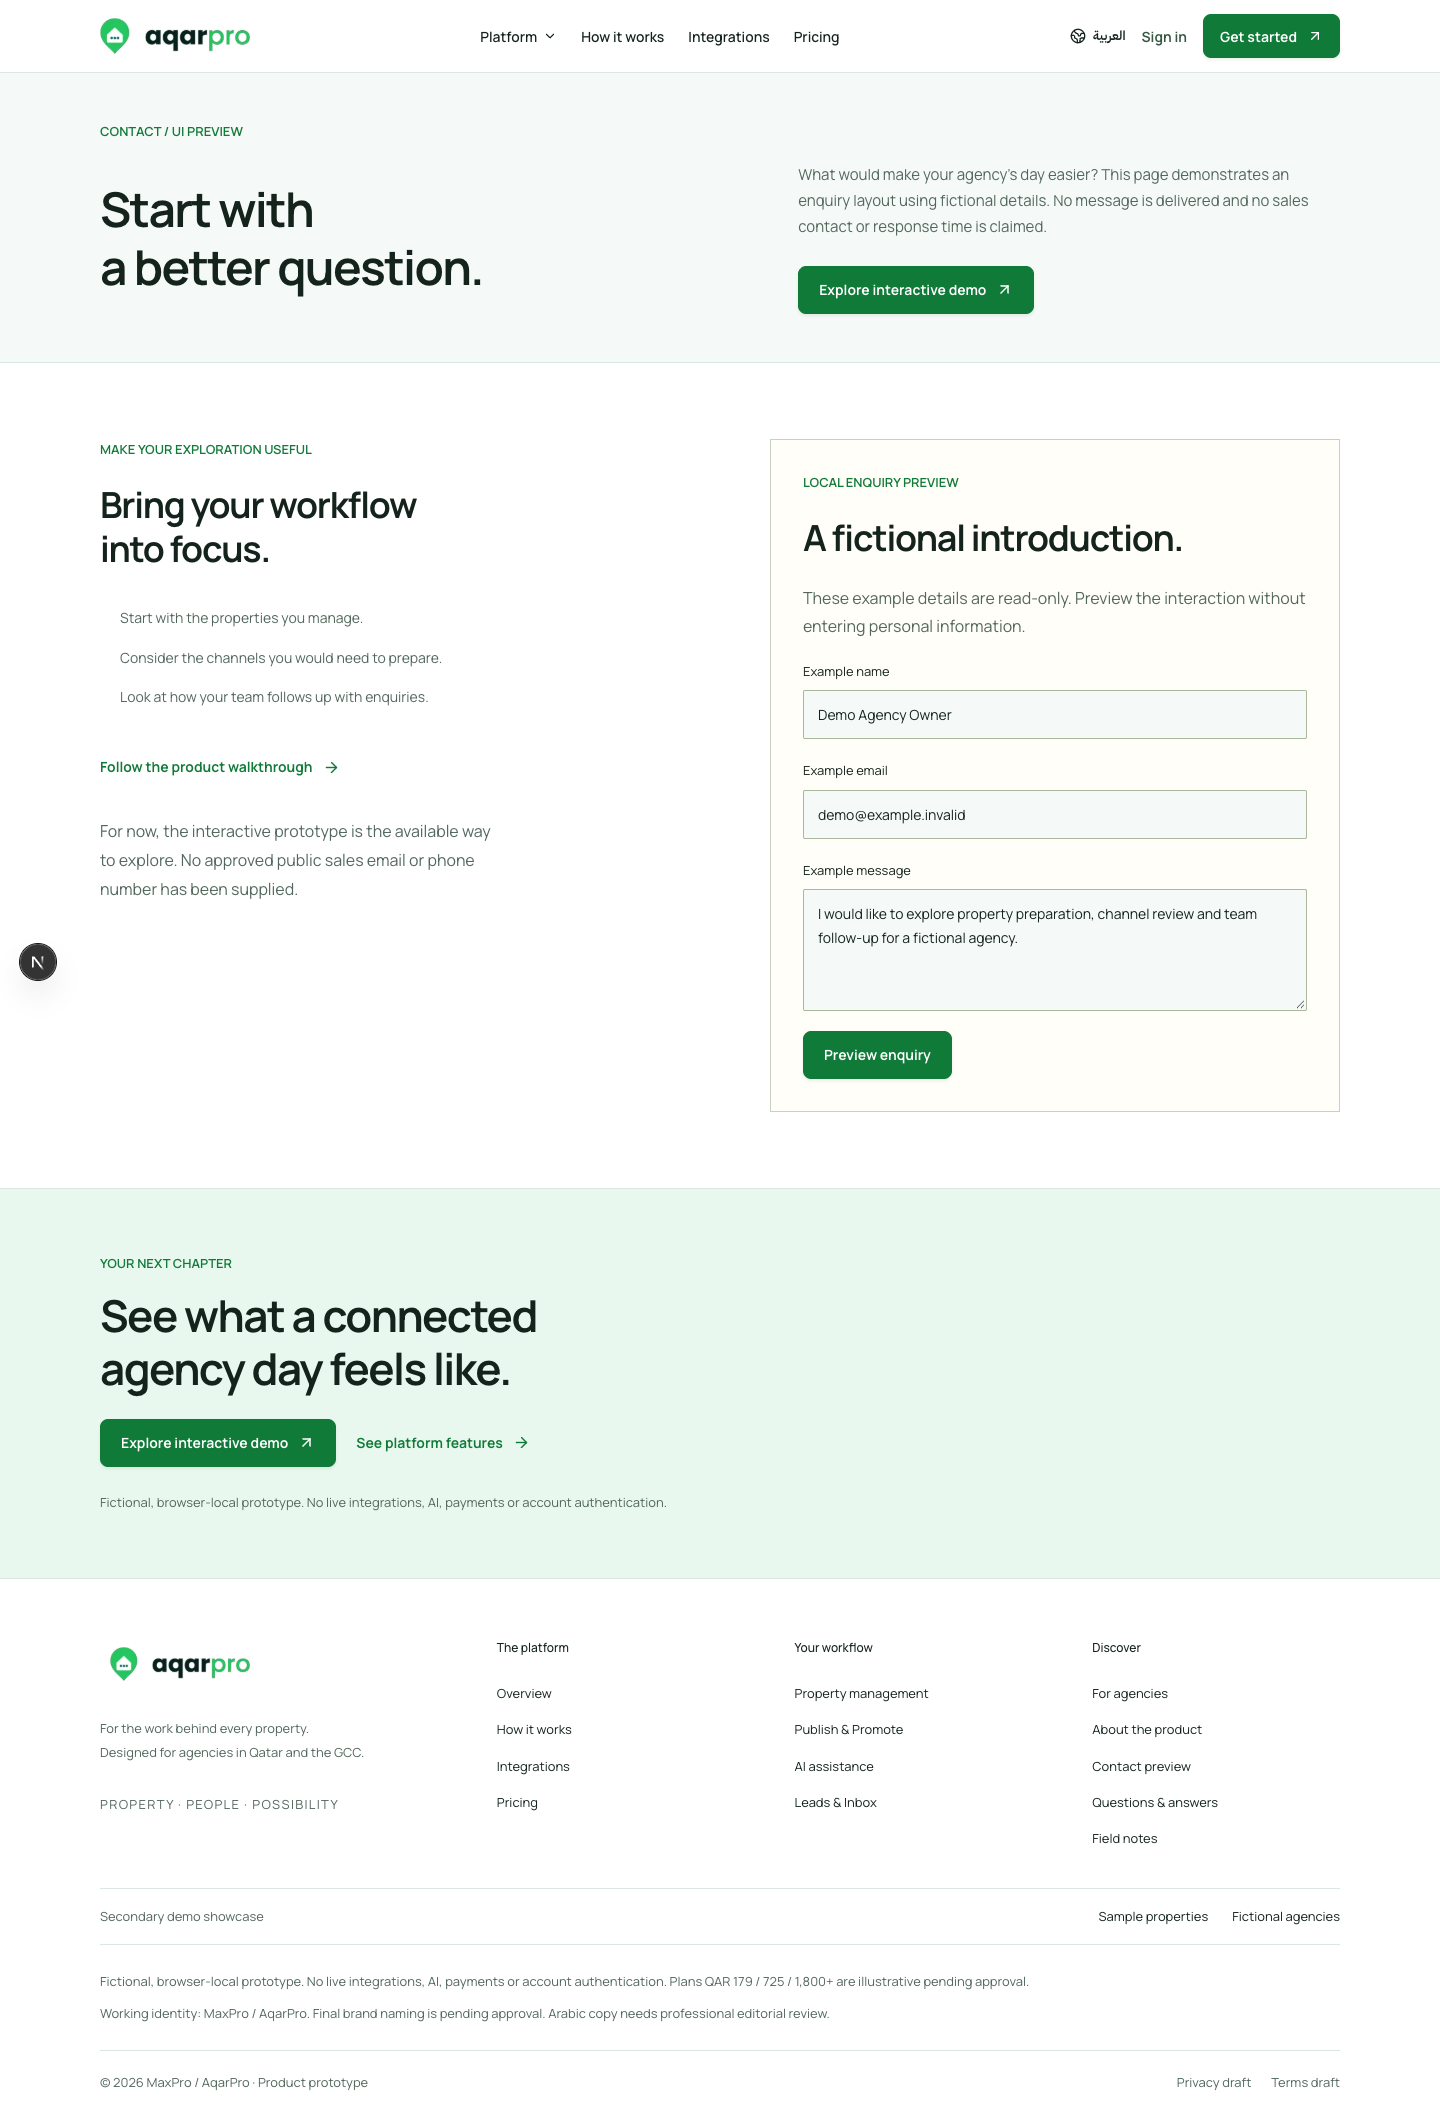 aqarpro
Platform
How it works
Integrations
Pricing
العربية
Sign in
Get started
CONTACT / UI PREVIEW
Start with
a better question.
What would make your agency's day easier? This page demonstrates an
enquiry layout using fictional details. No message is delivered and no sales
contact or response time is claimed.
Explore interactive demo
MAKE YOUR EXPLORATION USEFUL
Bring your workflow
into focus.
Start with the properties you manage.
Consider the channels you would need to prepare.
Look at how your team follows up with enquiries.
Follow the product walkthrough
For now, the interactive prototype is the available way
to explore. No approved public sales email or phone
number has been supplied.
N
LOCAL ENQUIRY PREVIEW
A fictional introduction.
These example details are read-only. Preview the interaction without
entering personal information.
Example name
Demo Agency Owner
Example email
demo@example.invalid
Example message
I would like to explore property preparation, channel review and team
follow-up for a fictional agency.
Preview enquiry
YOUR NEXT CHAPTER
See what a connected
agency day feels like.
Explore interactive demo
See platform features
Fictional, browser-local prototype. No live integrations, AI, payments or account authentication.
aqarpro
For the work behind every property.
Designed for agencies in Qatar and the GCC.
PROPERTY · PEOPLE · POSSIBILITY
The platform
Overview
How it works
Integrations
Pricing
Your workflow
Property management
Publish & Promote
AI assistance
Leads & Inbox
Discover
For agencies
About the product
Contact preview
Questions & answers
Field notes
Secondary demo showcase
Sample properties
Fictional agencies
Fictional, browser-local prototype. No live integrations, AI, payments or account authentication. Plans QAR 179 / 725 / 1,800+ are illustrative pending approval.
Working identity: MaxPro / AqarPro. Final brand naming is pending approval. Arabic copy needs professional editorial review.
© 2026 MaxPro / AqarPro · Product prototype
Privacy draft
Terms draft